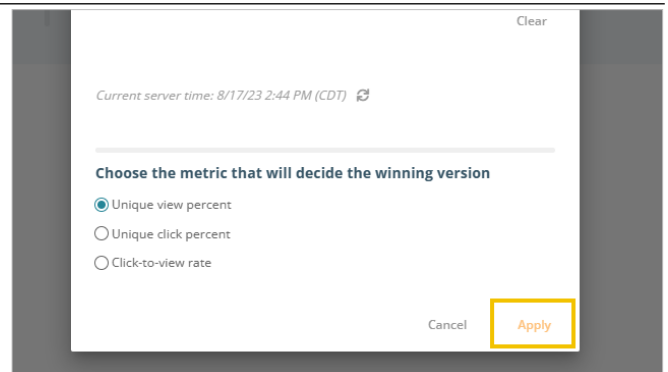 Clear
Current server time: 8/17/23 2:44 PM (CDT)
Choose the metric that will decide the winning version
Unique view percent
Unique click percent
Click-to-view rate
Cancel Apply